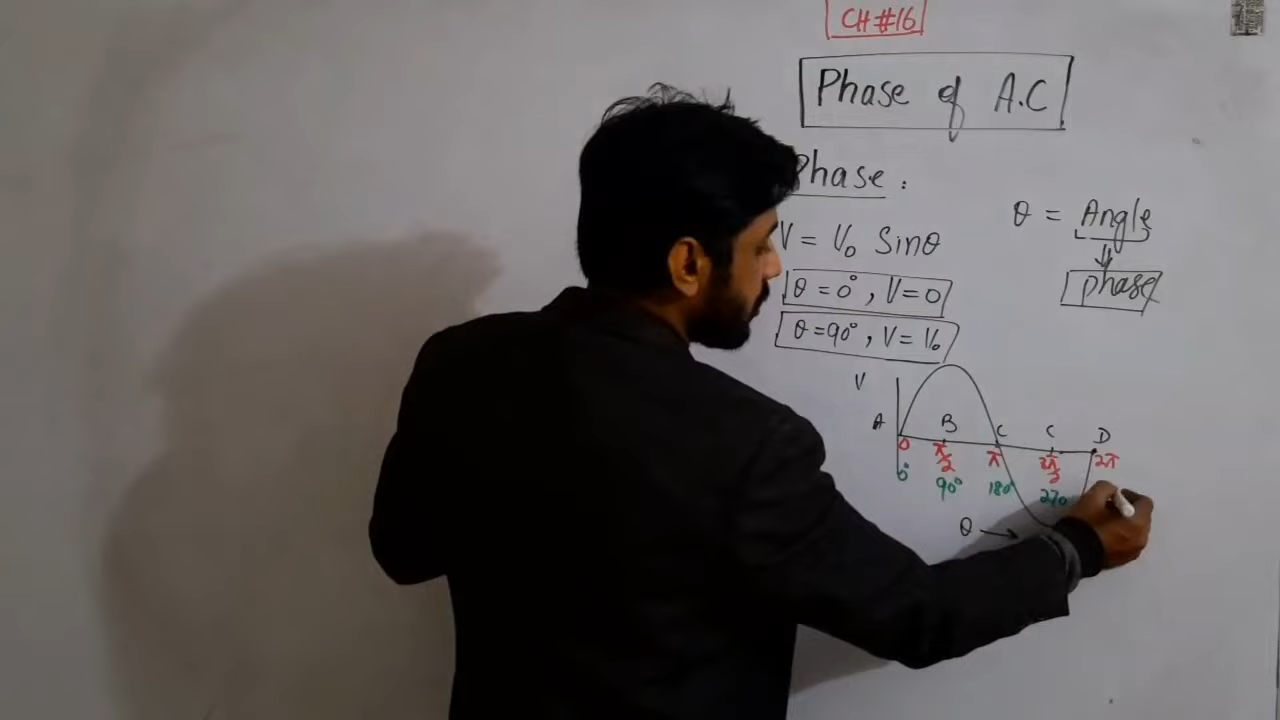 CH#16
Phase of A.C
Phase :
θ = Angle
⇓
phase
V = V₀ Sinθ
θ = 0°, V = 0
θ = 90°, V = V₀
V
A B C C D
0 π/2 π 3π/2 2π
0° 90° 180° 270
θ →